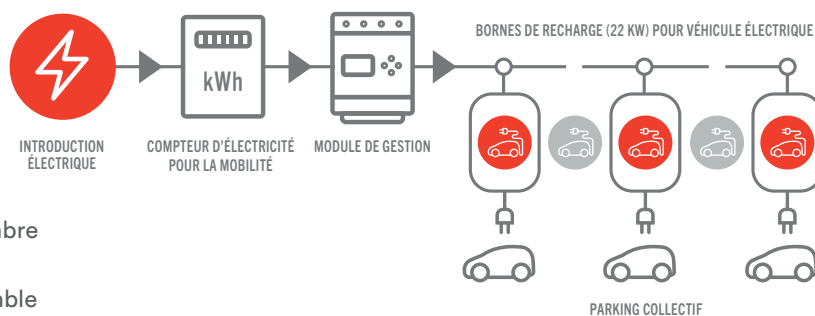 BORNES DE RECHARGE (22 KW) POUR VÉHICULE ÉLECTRIQUE
kWh
INTRODUCTION
ÉLECTRIQUE
COMPTEUR D'ÉLECTRICITÉ
POUR LA MOBILITÉ
MODULE DE GESTION
PARKING COLLECTIF